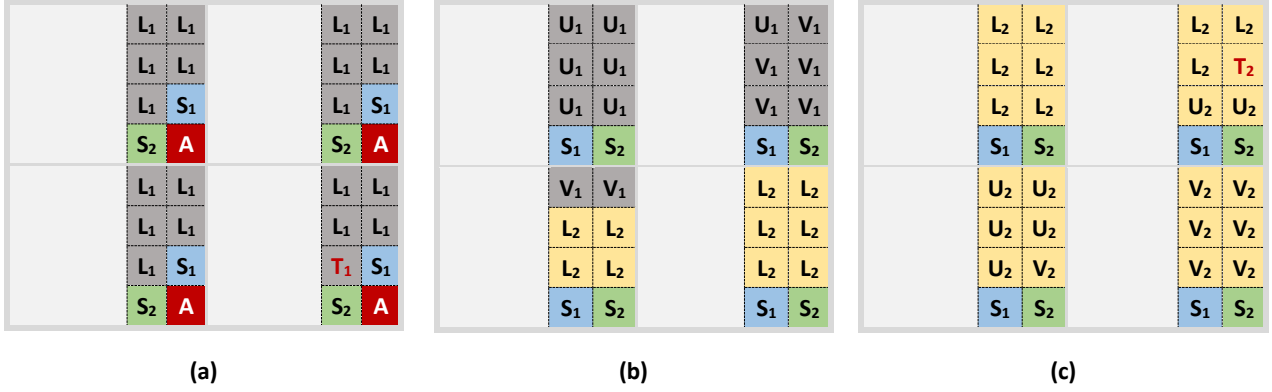 L₁ L₁ L₁ L₁
L₁ L₁ L₁ L₁
L₁ S₁ L₁ S₁
S₂ A S₂ A
L₁ L₁ L₁ L₁
L₁ L₁ L₁ L₁
L₁ S₁ T₁ S₁
S₂ A S₂ A
(a)
U₁ U₁ U₁ V₁
U₁ U₁ V₁ V₁
U₁ U₁ V₁ V₁
S₁ S₂ S₁ S₂
V₁ V₁ L₂ L₂
L₂ L₂ L₂ L₂
L₂ L₂ L₂ L₂
S₁ S₂ S₁ S₂
(b)
L₂ L₂ L₂ L₂
L₂ L₂ L₂ T₂
L₂ L₂ U₂ U₂
S₁ S₂ S₁ S₂
U₂ U₂ V₂ V₂
U₂ U₂ V₂ V₂
U₂ V₂ V₂ V₂
S₁ S₂ S₁ S₂
(c)